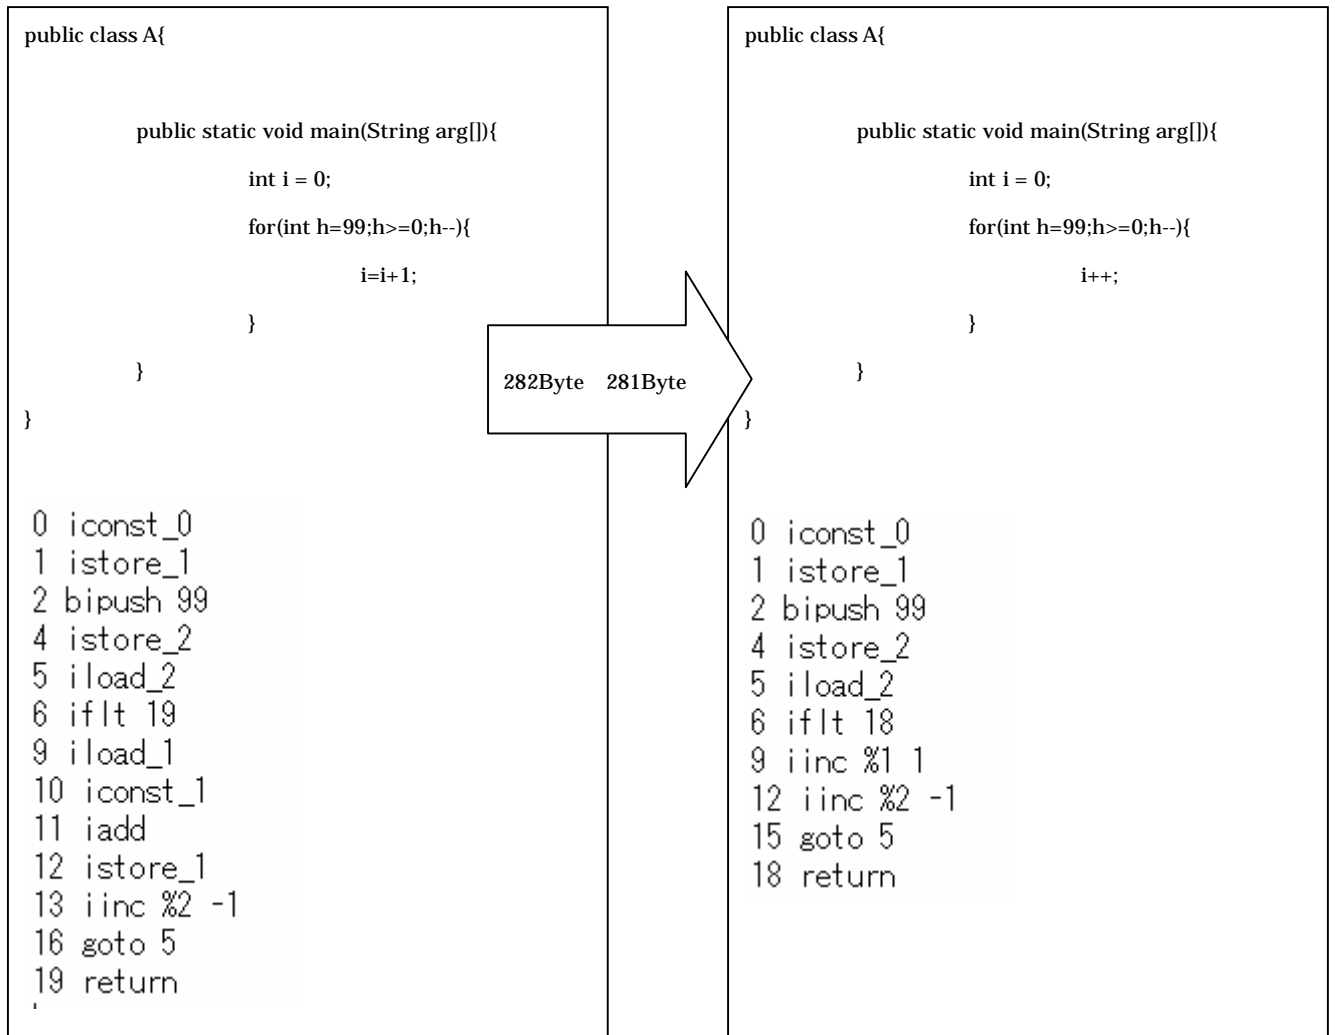 public class A{
public static void main(String arg[]){
int i = 0;
for(int h=99;h>=0;h--){
i=i+1;
}
}
}
0 iconst_0
1 istore_1
2 bipush 99
4 istore_2
5 iload_2
6 iflt 19
9 iload_1
10 iconst_1
11 iadd
12 istore_1
13 iinc %2 -1
16 goto 5
19 return
282Byte 281Byte
public class A{
public static void main(String arg[]){
int i = 0;
for(int h=99;h>=0;h--){
i++;
}
}
}
0 iconst_0
1 istore_1
2 bipush 99
4 istore_2
5 iload_2
6 iflt 18
9 iinc %1 1
12 iinc %2 -1
15 goto 5
18 return